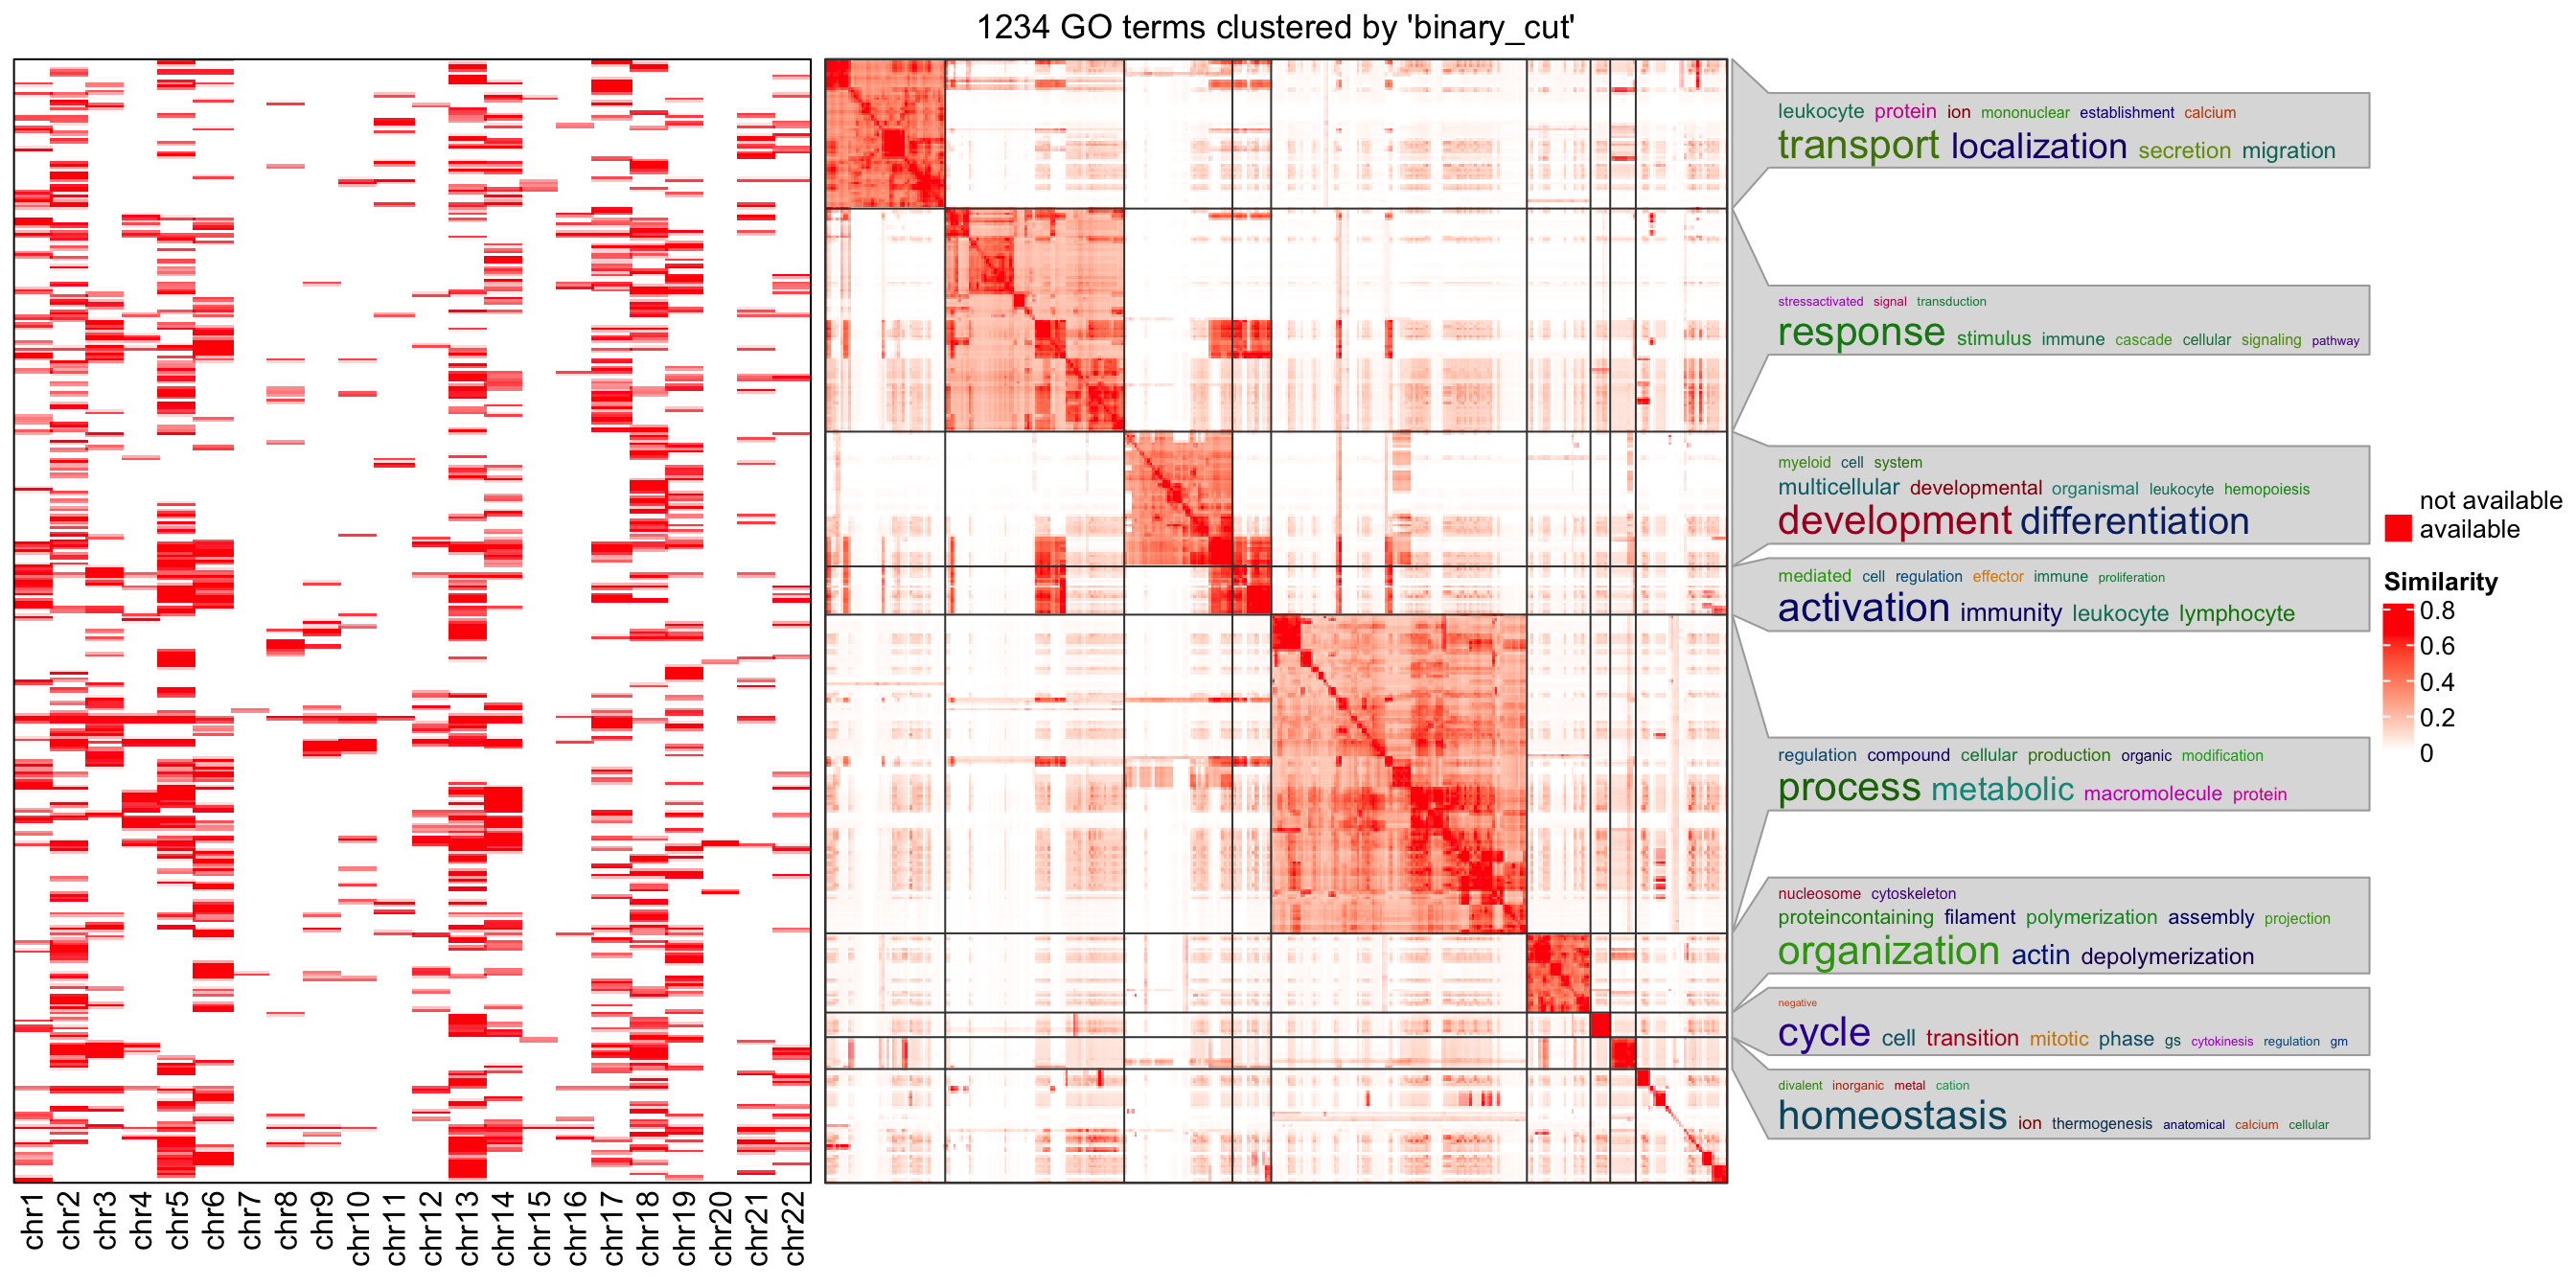 1234 GO terms clustered by 'binary_cut'
leukocyte protein ion mononuclear establishment calcium
transport localization secretion migration
stressactivated signal transduction
response stimulus immune cascade cellular signaling pathway
myeloid cell system
multicellular developmental organismal leukocyte hemopoiesis
development differentiation
mediated cell regulation effector immune proliferation
activation immunity leukocyte lymphocyte
regulation compound cellular production organic modification
process metabolic macromolecule protein
nucleosome cytoskeleton
proteincontaining filament polymerization assembly projection
organization actin depolymerization
negative
cycle cell transition mitotic phase gs cytokinesis regulation gm
divalent inorganic metal cation
homeostasis ion thermogenesis anatomical calcium cellular
not available
available
Similarity
0.8
0.6
0.4
0.2
0
chr1
chr2
chr3
chr4
chr5
chr6
chr7
chr8
chr9
chr10
chr11
chr12
chr13
chr14
chr15
chr16
chr17
chr18
chr19
chr20
chr21
chr22